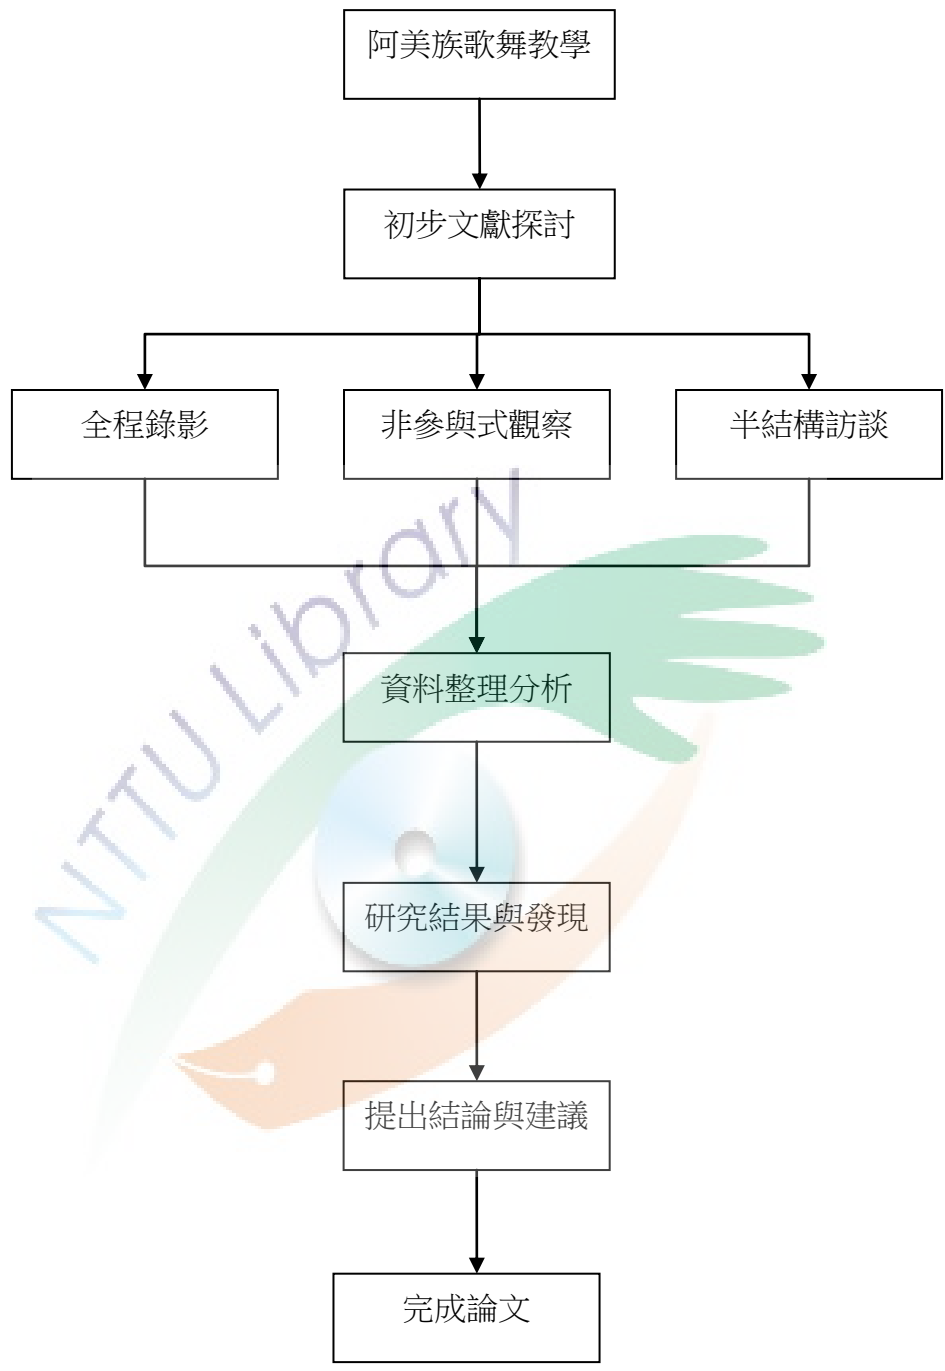 阿美族歌舞教學
初步文獻探討
全程錄影
非參與式觀察
半結構訪談
NTTU Library
資料整理分析
研究結果與發現
提出結論與建議
完成論文